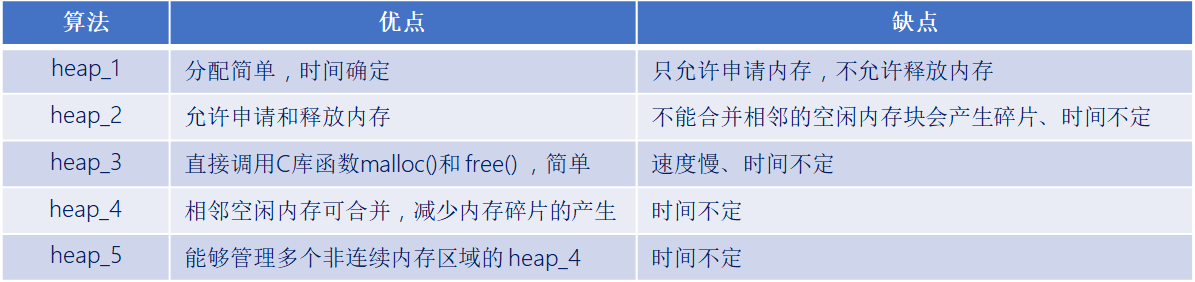 算法 优点 缺点
heap_1 分配简单，时间确定 只允许申请内存，不允许释放内存
heap_2 允许申请和释放内存 不能合并相邻的空闲内存块会产生碎片、时间不定
heap_3 直接调用C库函数malloc()和 free() ，简单 速度慢、时间不定
heap_4 相邻空闲内存可合并，减少内存碎片的产生 时间不定
heap_5 能够管理多个非连续内存区域的 heap_4 时间不定